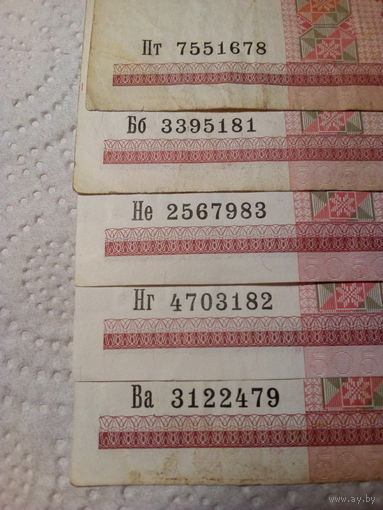 Пт 7551678
Бб 3395181
Не 2567983
Нг 4703182
Ва 3122479
www.ay.by